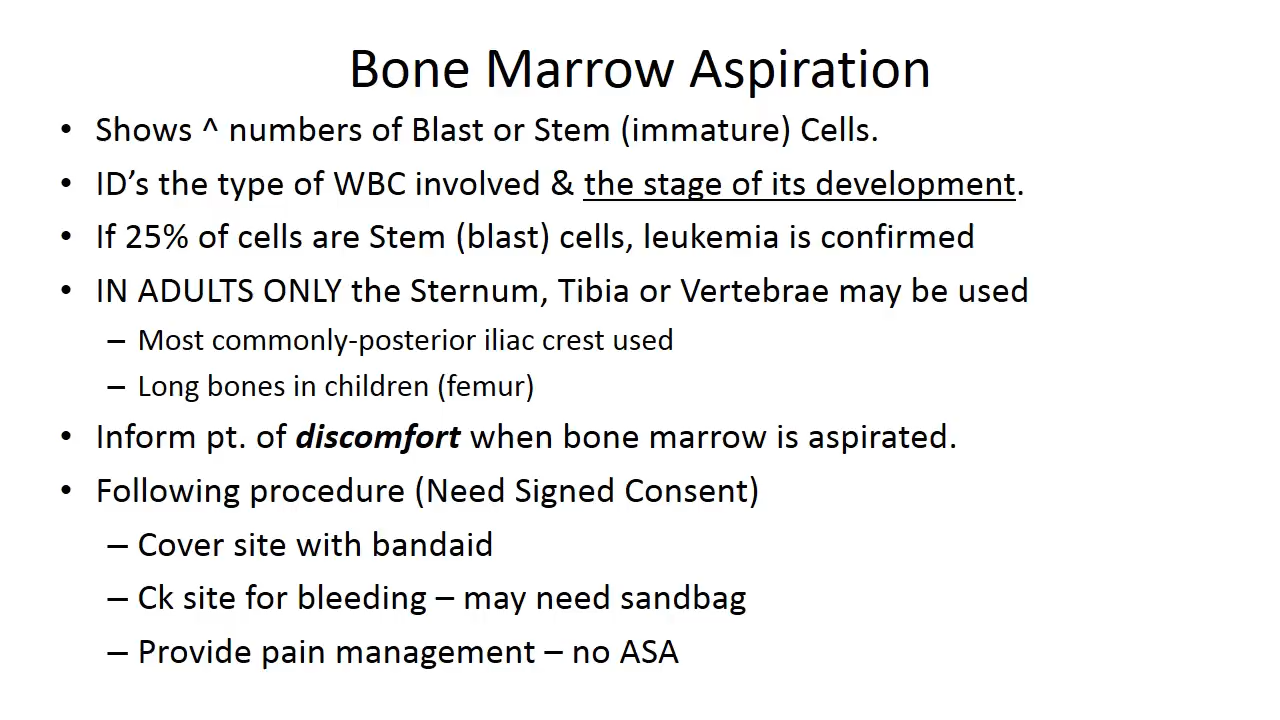 Bone Marrow Aspiration
• Shows ^ numbers of Blast or Stem (immature) Cells.
• ID’s the type of WBC involved & the stage of its development.
• If 25% of cells are Stem (blast) cells, leukemia is confirmed
• IN ADULTS ONLY the Sternum, Tibia or Vertebrae may be used
– Most commonly-posterior iliac crest used
– Long bones in children (femur)
• Inform pt. of discomfort when bone marrow is aspirated.
• Following procedure (Need Signed Consent)
– Cover site with bandaid
– Ck site for bleeding – may need sandbag
– Provide pain management – no ASA